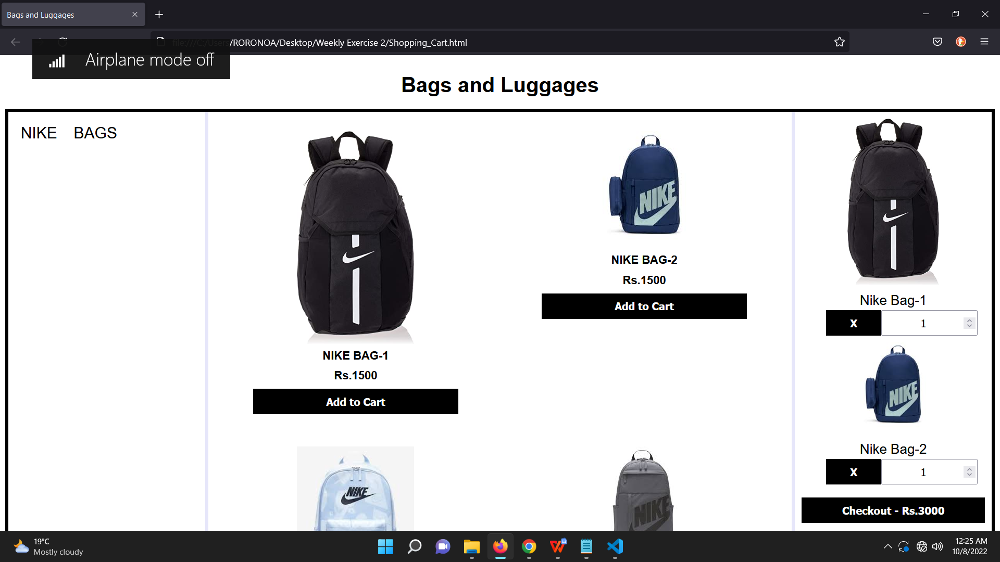 Bags and Luggages
file:///C:/Users/RORONOA/Desktop/Weekly Exercise 2/Shopping_Cart.html
Airplane mode off
Bags and Luggages
NIKE BAGS
NIKE
NIKE BAG-1
Rs.1500
Add to Cart
NIKE BAG-2
Rs.1500
Add to Cart
NIKE
NIKE
Nike Bag-1
X 1
NIKE
Nike Bag-2
X 1
Checkout - Rs.3000
19°C
Mostly cloudy
12:25 AM
10/8/2022